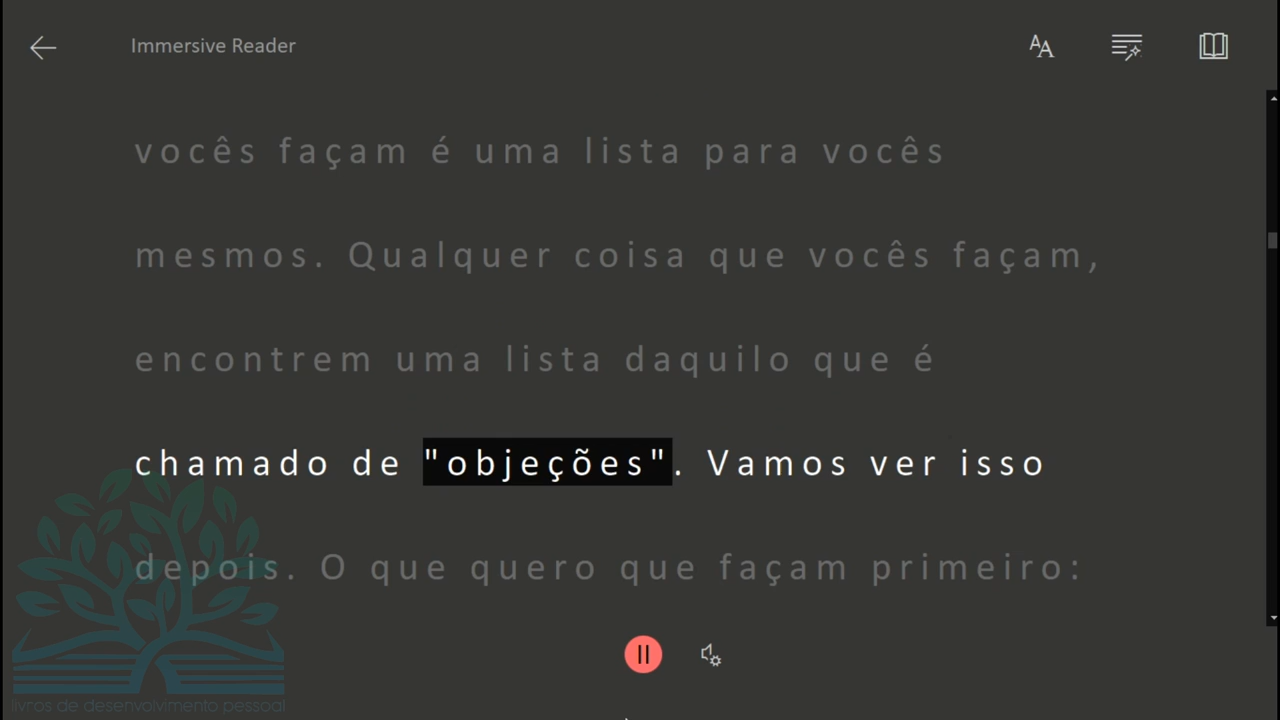 Immersive Reader
vocês façam é uma lista para vocês
mesmos. Qualquer coisa que vocês façam,
encontrem uma lista daquilo que é
chamado de "objeções". Vamos ver isso
depois. O que quero que façam primeiro:
livros de desenvolvimento pessoal